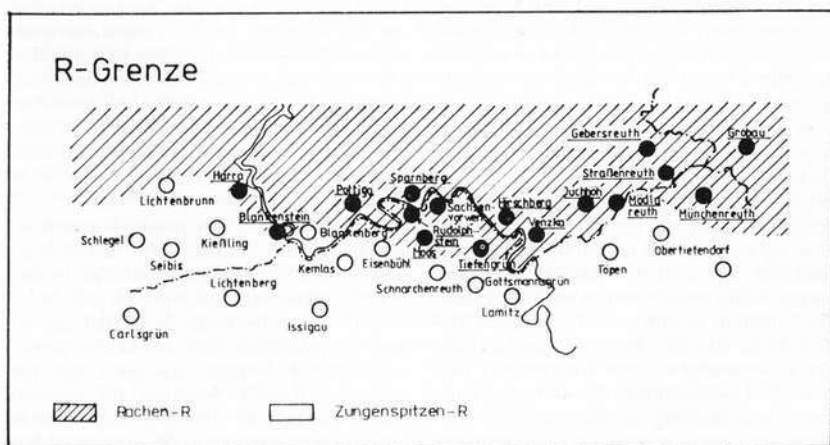 R-Grenze
Gebersreuth
Grobau
Lichtenbrunn
Harra
Sparnberg
Straßenreuth
Pottiga
Hirschberg
Juchhöh
Mödla-
reuth
Münchenreuth
Sachsen-
vorwerk
Blankenstein
Blankenberg
Rudolph-
stein
Venzka
Schlegel
Kießling
Seibis
Kemlas
Eisenbühl
Moos
Tiefengrün
Töpen
Obertiefendorf
Lichtenberg
Schnarchenreuth
Gottsmannsgrün
Carlsgrün
Issigau
Lamitz
Rachen-R
Zungenspitzen-R